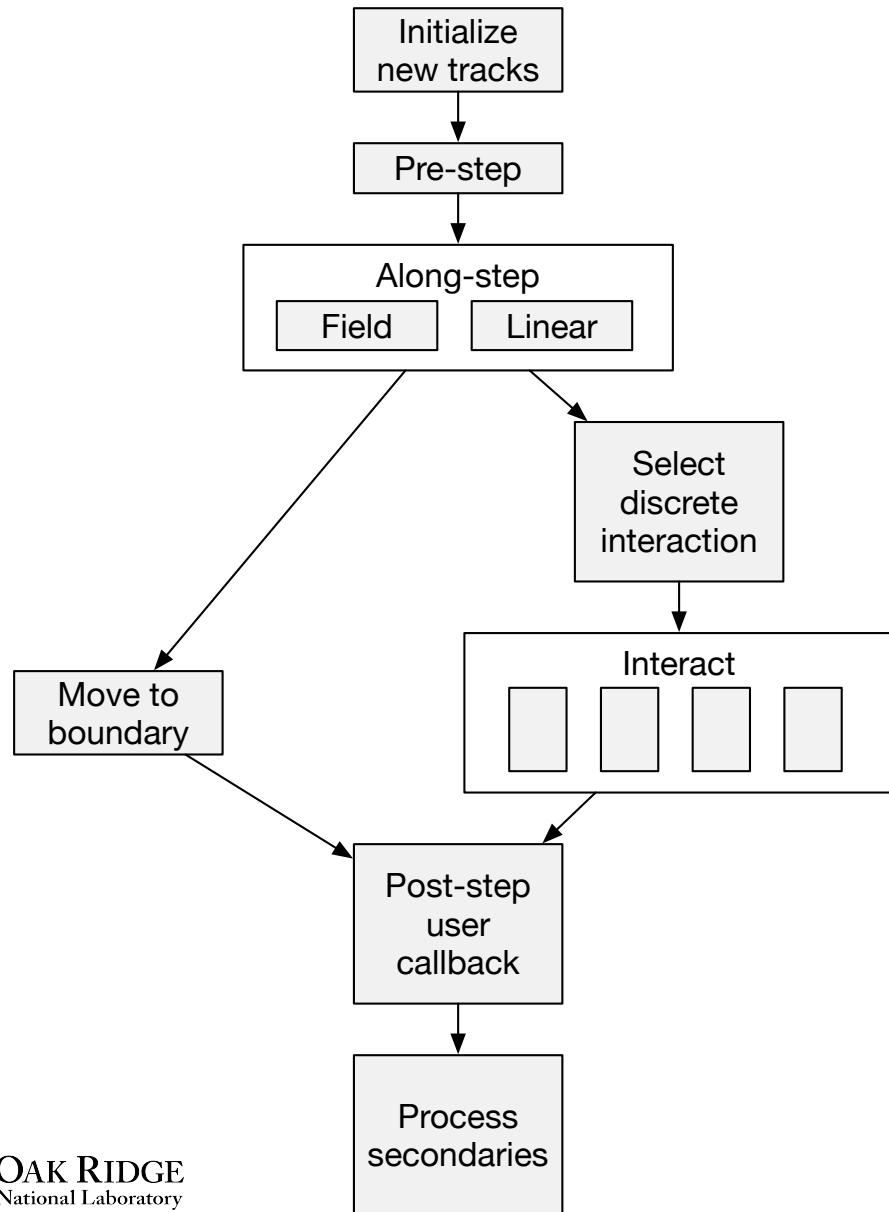 Initialize
new tracks
Pre-step
Along-step
Field
Linear
Select
discrete
interaction
Interact
Move to
boundary
Post-step
user
callback
Process
secondaries
OAK RIDGE
National Laboratory